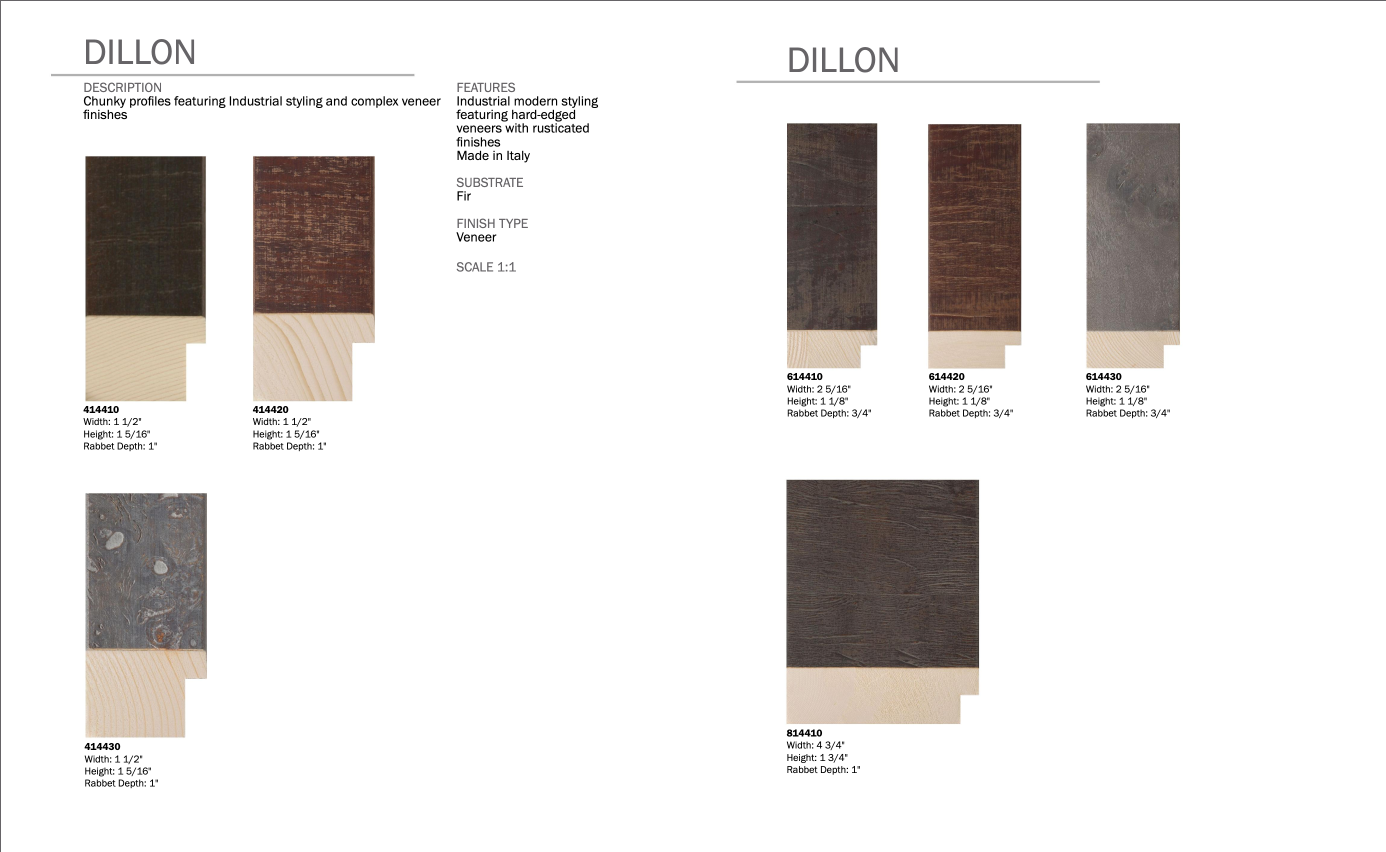 DILLON
DESCRIPTION
Chunky profiles featuring Industrial styling and complex veneer
finishes
FEATURES
Industrial modern styling
featuring hard-edged
veneers with rusticated
finishes
Made in Italy
SUBSTRATE
Fir
FINISH TYPE
Veneer
SCALE 1:1
414410
Width: 1 1/2"
Height: 1 5/16"
Rabbet Depth: 1"
414420
Width: 1 1/2"
Height: 1 5/16"
Rabbet Depth: 1"
414430
Width: 1 1/2"
Height: 1 5/16"
Rabbet Depth: 1"
DILLON
614410
Width: 2 5/16"
Height: 1 1/8"
Rabbet Depth: 3/4"
614420
Width: 2 5/16"
Height: 1 1/8"
Rabbet Depth: 3/4"
614430
Width: 2 5/16"
Height: 1 1/8"
Rabbet Depth: 3/4"
814410
Width: 4 3/4"
Height: 1 3/4"
Rabbet Depth: 1"